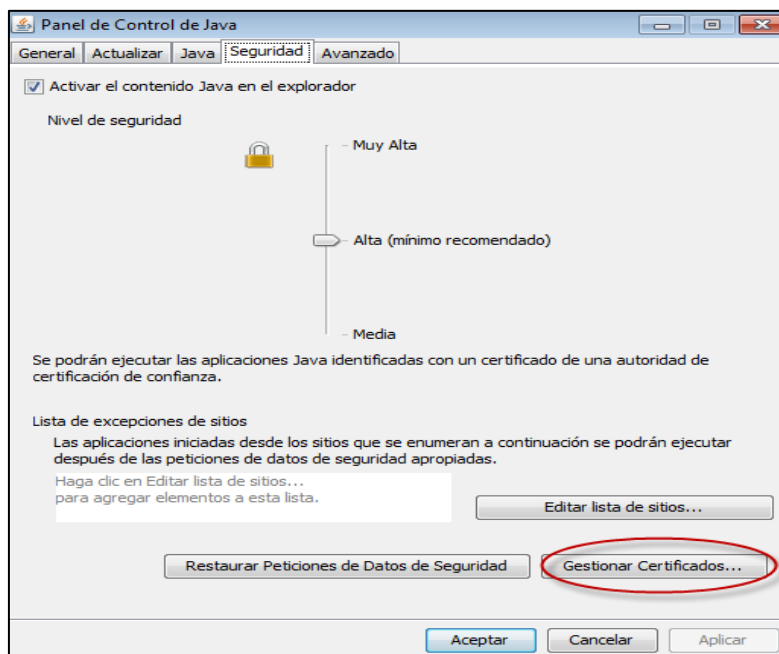 Panel de Control de Java
General
Actualizar
Java
Seguridad
Avanzado
Activar el contenido Java en el explorador
Nivel de seguridad
- Muy Alta
- Alta (mínimo recomendado)
- Media
Se podrán ejecutar las aplicaciones Java identificadas con un certificado de una autoridad de
certificación de confianza.
Lista de excepciones de sitios
Las aplicaciones iniciadas desde los sitios que se enumeran a continuación se podrán ejecutar
después de las peticiones de datos de seguridad apropiadas.
Haga clic en Editar lista de sitios...
para agregar elementos a esta lista.
Editar lista de sitios...
Restaurar Peticiones de Datos de Seguridad
Gestionar Certificados...
Aceptar
Cancelar
Aplicar